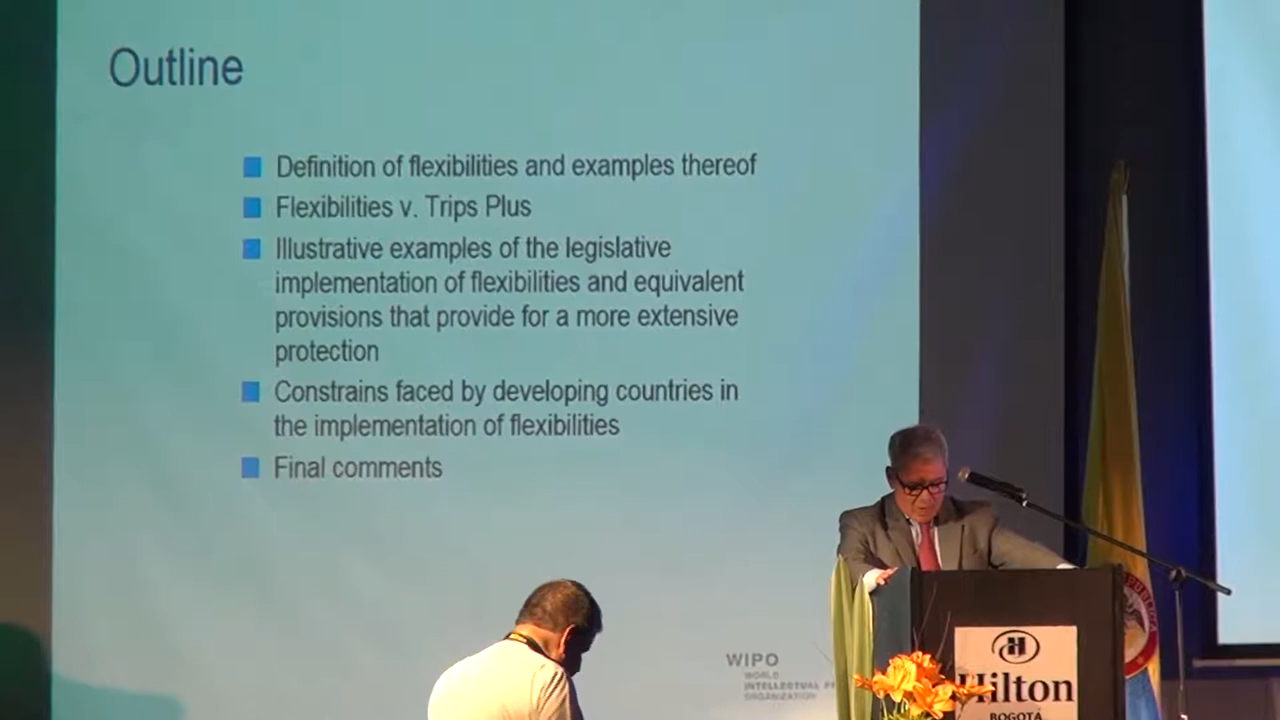 Outline
Definition of flexibilities and examples thereof
Flexibilities v. Trips Plus
Illustrative examples of the legislative
implementation of flexibilities and equivalent
provisions that provide for a more extensive
protection
Constrains faced by developing countries in
the implementation of flexibilities
Final comments
WIPO
WORLD
INTELLECTUAL
ORGANIZATION
Hilton
BOGOTÁ